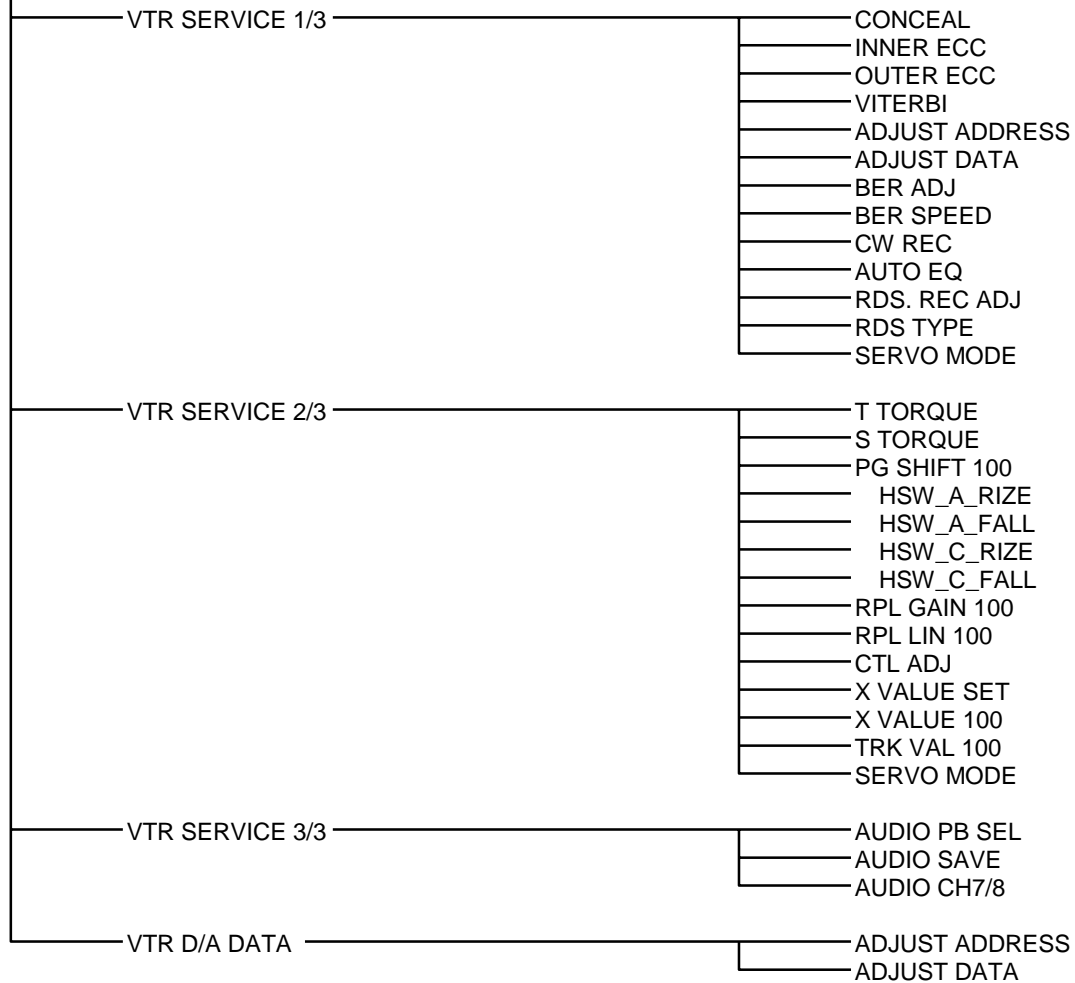 VTR SERVICE 1/3 CONCEAL
INNER ECC
OUTER ECC
VITERBI
ADJUST ADDRESS
ADJUST DATA
BER ADJ
BER SPEED
CW REC
AUTO EQ
RDS. REC ADJ
RDS TYPE
SERVO MODE
VTR SERVICE 2/3 T TORQUE
S TORQUE
PG SHIFT 100
HSW_A_RIZE
HSW_A_FALL
HSW_C_RIZE
HSW_C_FALL
RPL GAIN 100
RPL LIN 100
CTL ADJ
X VALUE SET
X VALUE 100
TRK VAL 100
SERVO MODE
VTR SERVICE 3/3 AUDIO PB SEL
AUDIO SAVE
AUDIO CH7/8
VTR D/A DATA ADJUST ADDRESS
ADJUST DATA